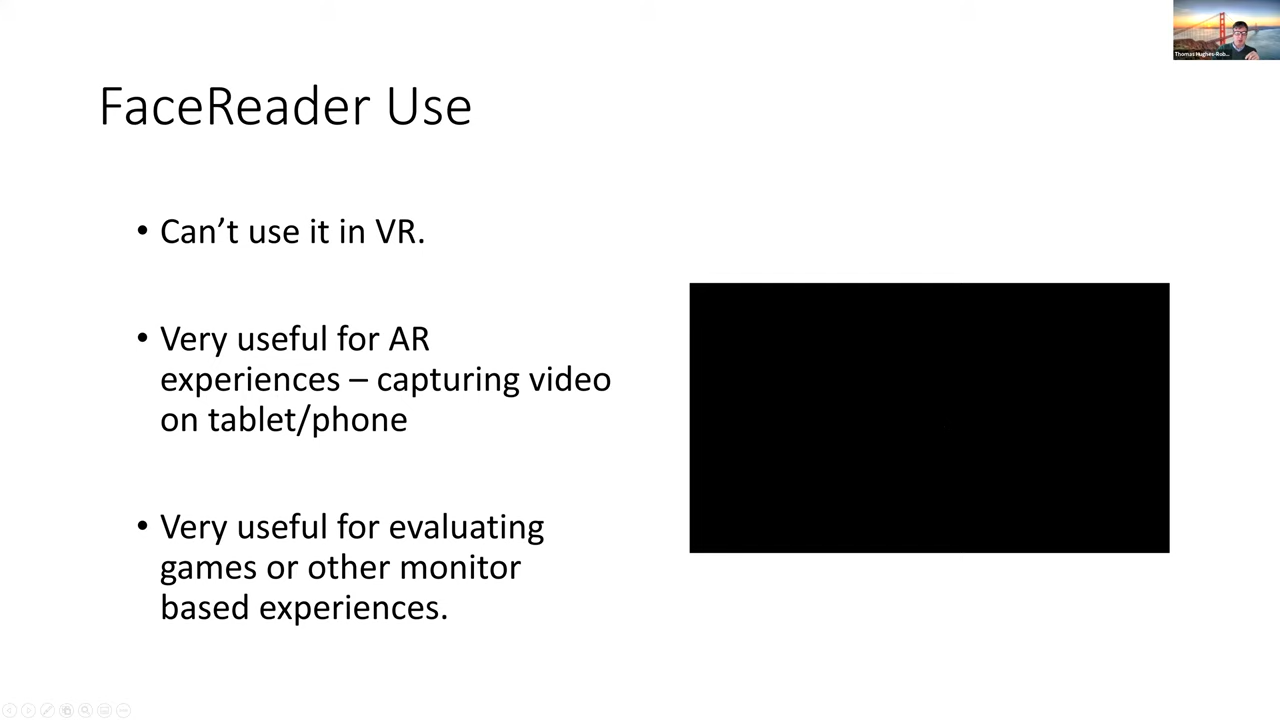 Thomas Hughes-Rob...
FaceReader Use
• Can’t use it in VR.
• Very useful for AR
experiences – capturing video
on tablet/phone
• Very useful for evaluating
games or other monitor
based experiences.